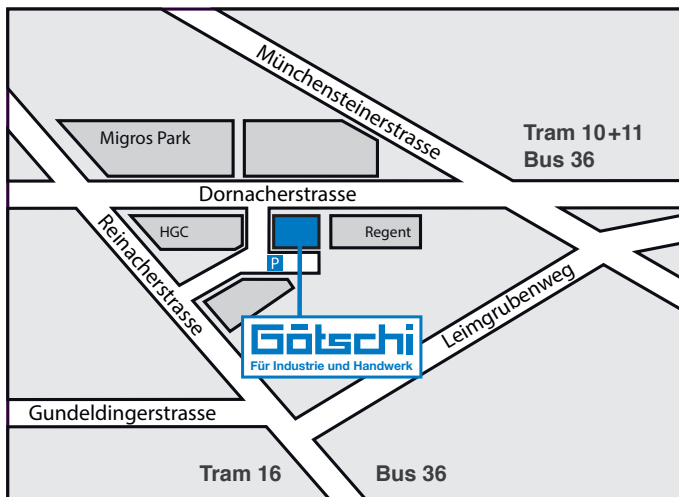 Münchensteinerstrasse
Migros Park
Tram 10+11
Bus 36
Dornacherstrasse
HGC
Regent
Reinacherstrasse
P
Leimgrubenweg
Götschi
Für Industrie und Handwerk
Gundeldingerstrasse
Tram 16
Bus 36